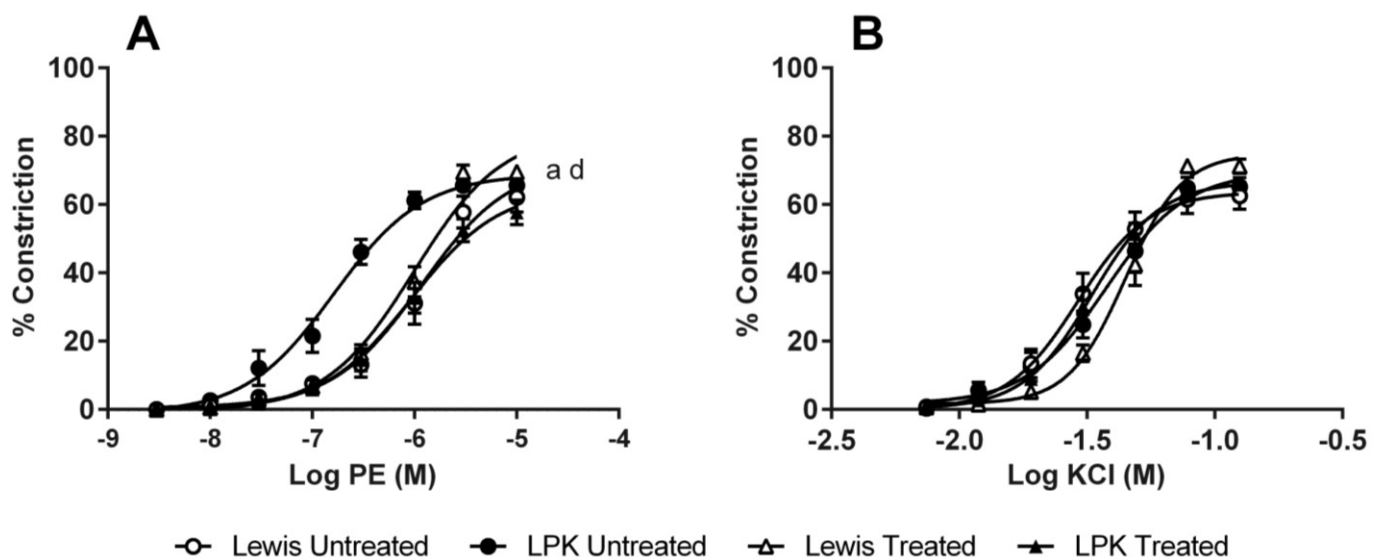 A
% Constriction
100
80
60
40
20
0
a d
-9 -8 -7 -6 -5 -4
Log PE (M)
B
% Constriction
100
80
60
40
20
0
-2.5 -2.0 -1.5 -1.0 -0.5
Log KCl (M)
Lewis Untreated LPK Untreated Lewis Treated LPK Treated